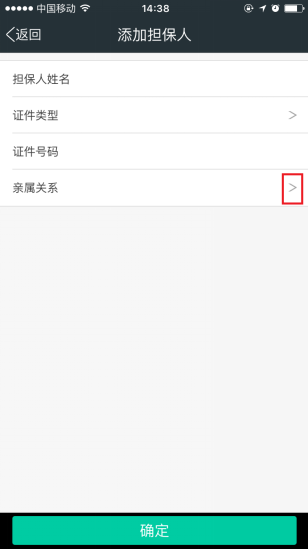 中国移动
14:38
返回
添加担保人
担保人姓名
证件类型
证件号码
亲属关系
确定